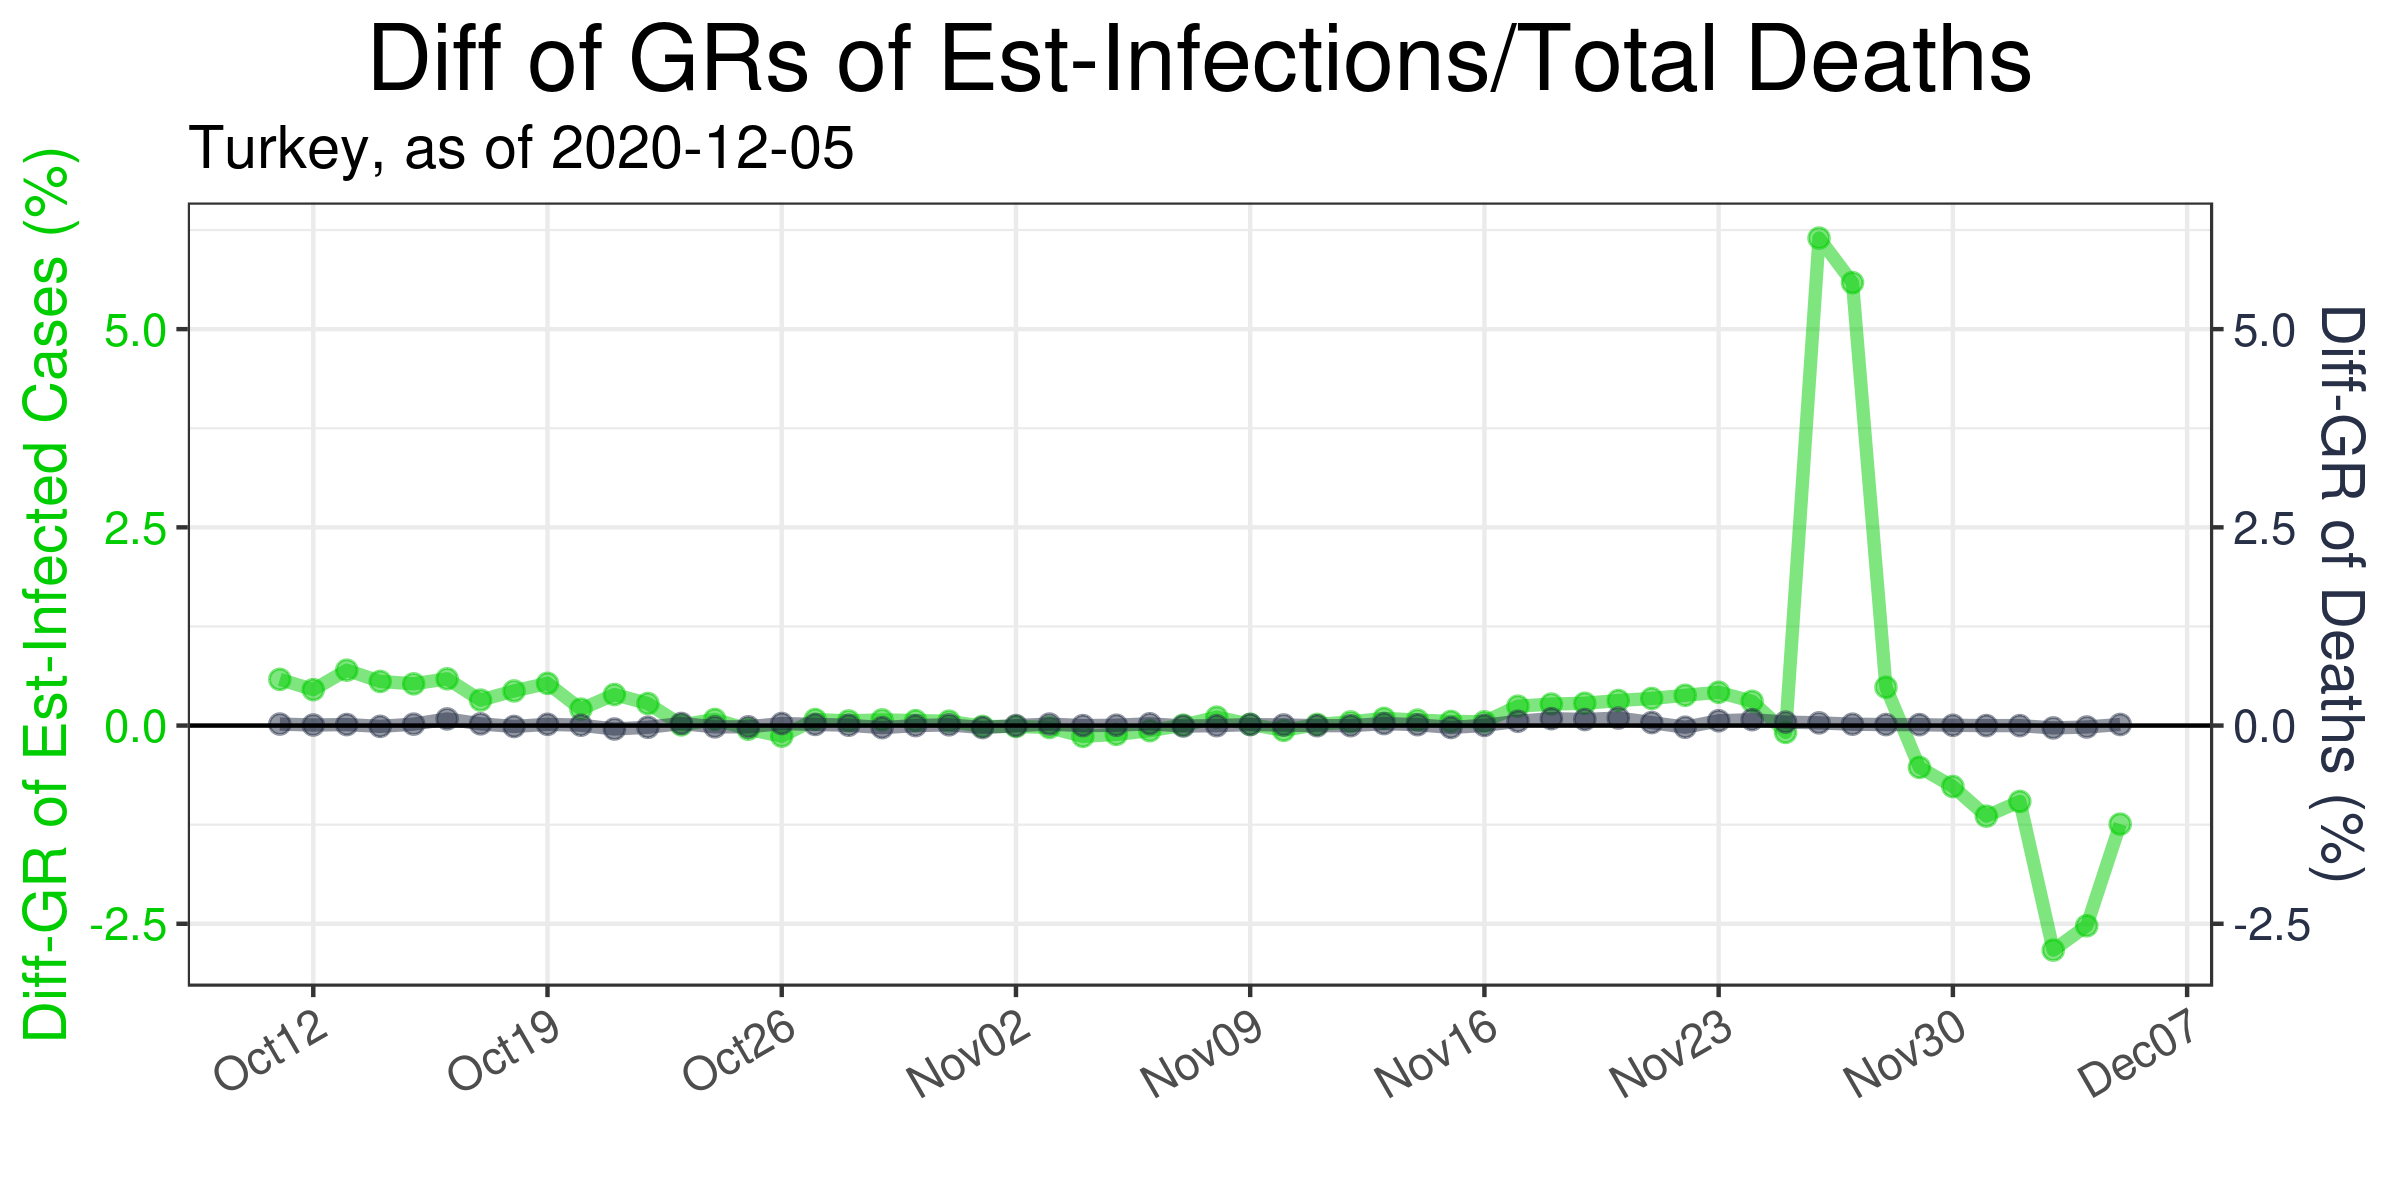 Diff of GRs of Est-Infections/Total Deaths
Turkey, as of 2020-12-05
Diff-GR of Est-Infected Cases (%)
5.0
2.5
0.0
-2.5
5.0
2.5
0.0
-2.5
Diff-GR of Deaths (%)
Oct12
Oct19
Oct26
Nov02
Nov09
Nov16
Nov23
Nov30
Dec07